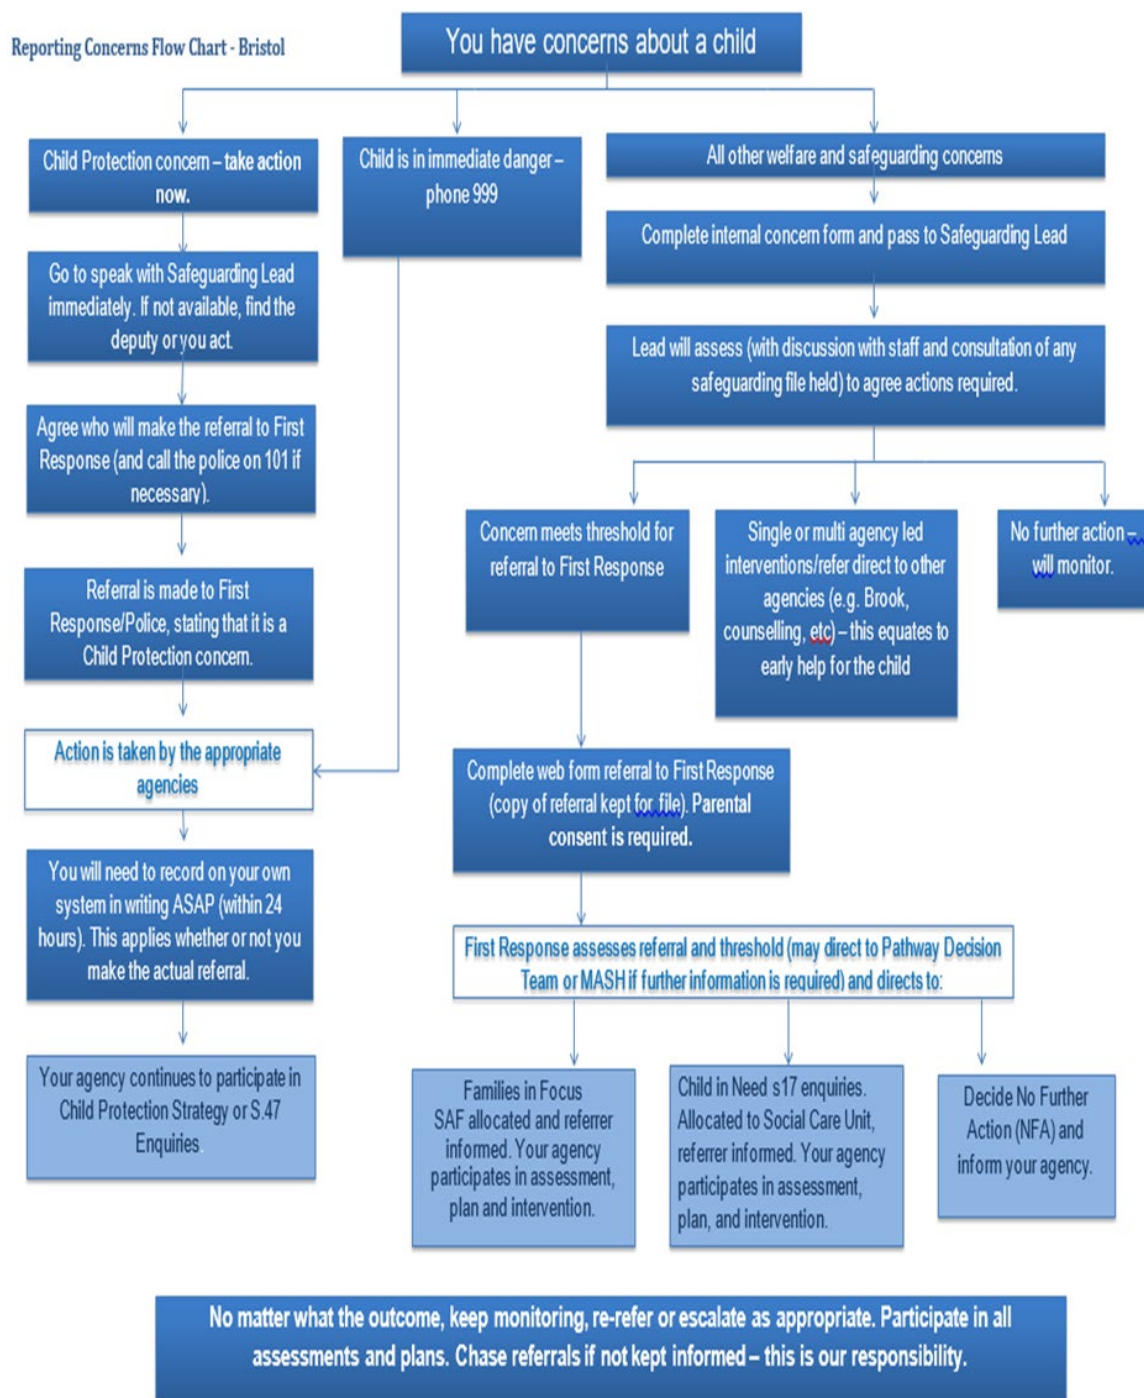 Reporting Concerns Flow Chart - Bristol
You have concerns about a child
Child Protection concern – take action
now.
Go to speak with Safeguarding Lead
immediately. If not available, find the
deputy or you act.
Agree who will make the referral to First
Response (and call the police on 101 if
necessary).
Referral is made to First
Response/Police, stating that it is a
Child Protection concern.
Action is taken by the appropriate
agencies
You will need to record on your own
system in writing ASAP (within 24
hours). This applies whether or not you
make the actual referral.
Your agency continues to participate in
Child Protection Strategy or S.47
Enquiries.
Child is in immediate danger –
phone 999
All other welfare and safeguarding concerns
Complete internal concern form and pass to Safeguarding Lead
Lead will assess (with discussion with staff and consultation of any
safeguarding file held) to agree actions required.
Concern meets threshold for
referral to First Response
Single or multi agency led
interventions/refer direct to other
agencies (e.g. Brook,
counselling, etc) – this equates to
early help for the child
No further action –
will monitor.
Complete web form referral to First Response
(copy of referral kept for file). Parental
consent is required.
First Response assesses referral and threshold (may direct to Pathway Decision
Team or MASH if further information is required) and directs to:
Families in Focus
SAF allocated and referrer
informed. Your agency
participates in assessment,
plan and intervention.
Child in Need s17 enquiries.
Allocated to Social Care Unit,
referrer informed. Your agency
participates in assessment,
plan, and intervention.
Decide No Further
Action (NFA) and
inform your agency.
No matter what the outcome, keep monitoring, re-refer or escalate as appropriate. Participate in all
assessments and plans. Chase referrals if not kept informed – this is our responsibility.